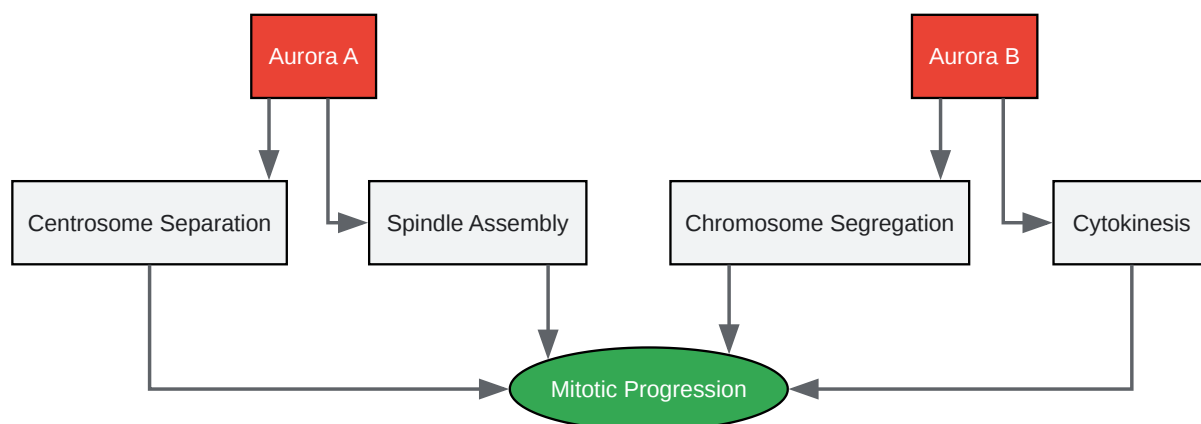 Aurora A
Aurora B
Centrosome Separation
Spindle Assembly
Chromosome Segregation
Cytokinesis
Mitotic Progression